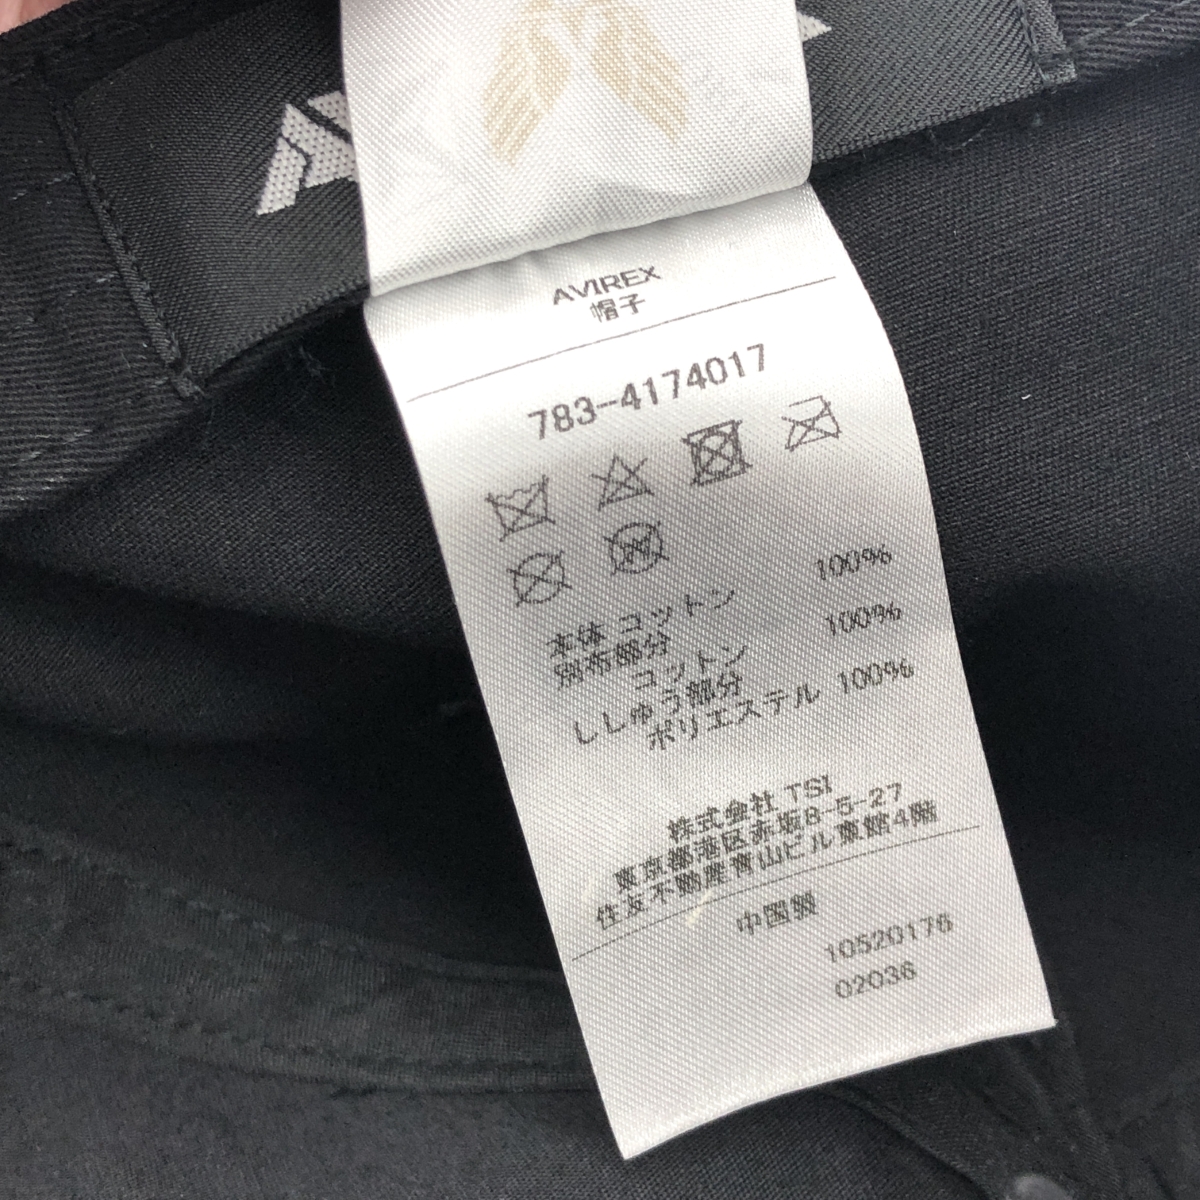 AVIREX
帽子
783-4174017
本体 コットン 100%
別布部分
コットン 100%
ししゅう部分
ポリエステル 100%
株式会社 TSI
東京都港区赤坂8-5-27
住友不動産青山ビル東館4階
中国製
10520176
02036